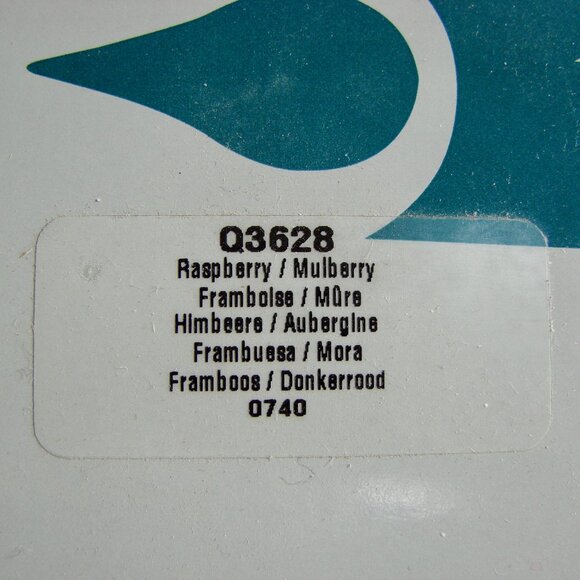 Q3628
Raspberry / Mulberry
Framboise / Mûre
Himbeere / Aubergine
Frambuesa / Mora
Framboos / Donkerrood
0740